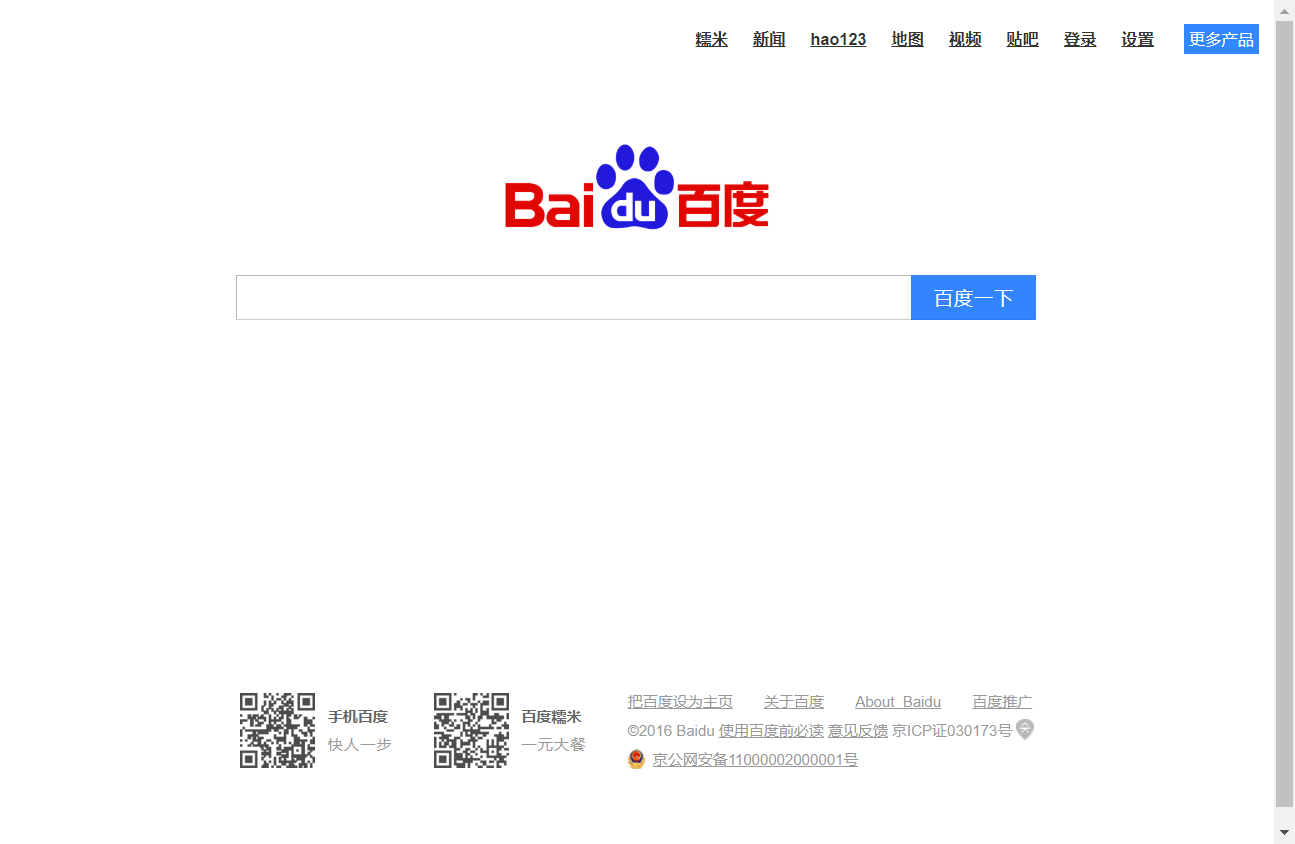 糯米 新闻 hao123 地图 视频 贴吧 登录 设置 更多产品
Bai du 百度
百度一下
手机百度
快人一步
百度糯米
一元大餐
把百度设为主页 关于百度 About Baidu 百度推广
©2016 Baidu 使用百度前必读 意见反馈 京ICP证030173号
京公网安备11000002000001号